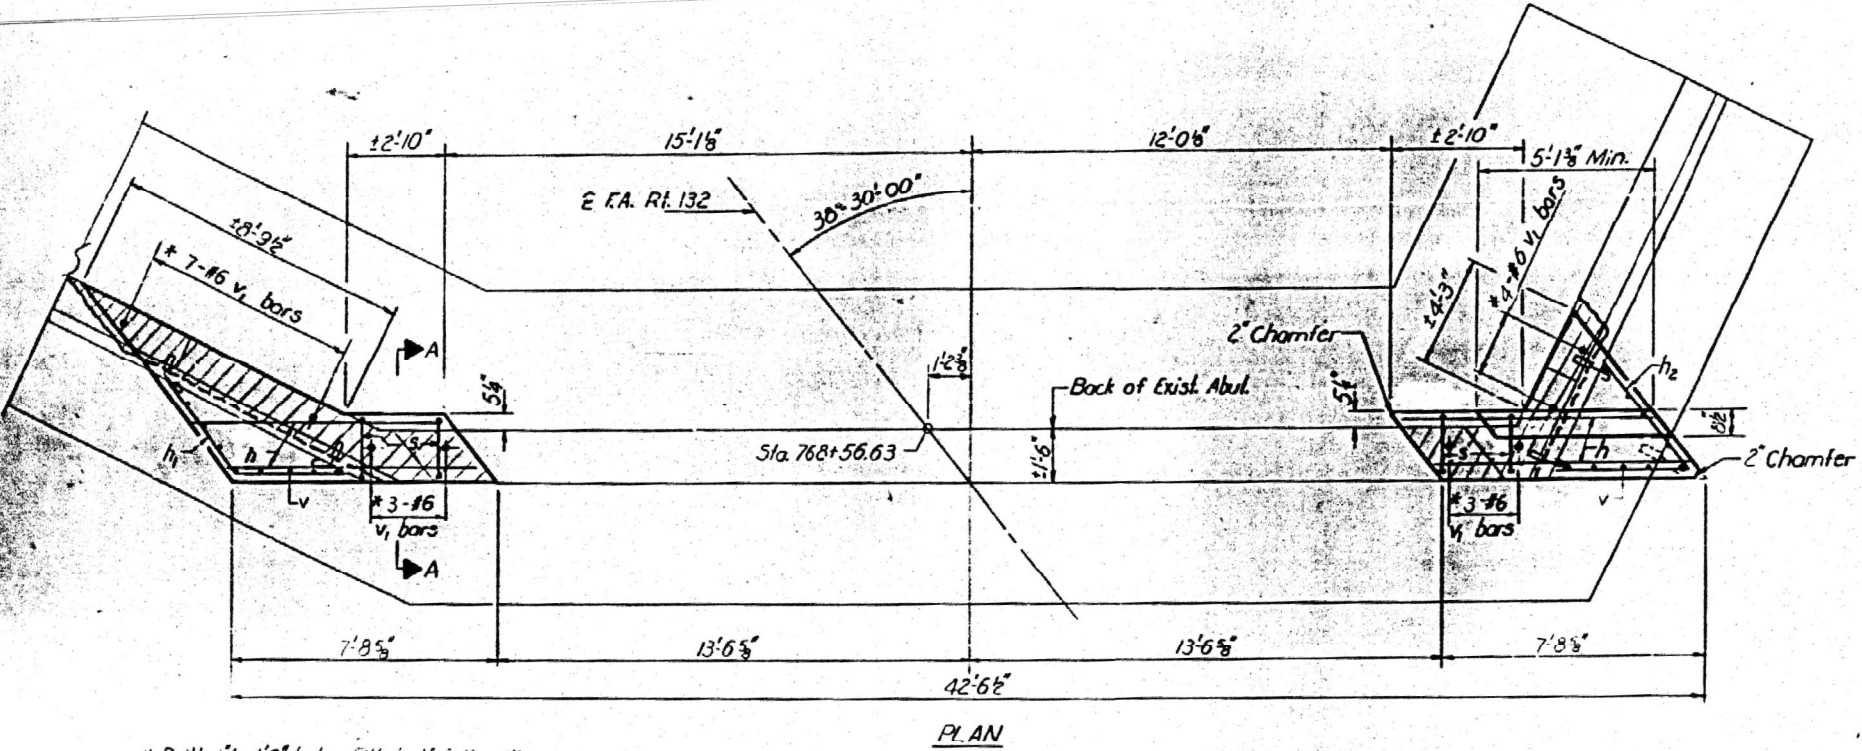 ±2'-10"
15'-1⅛"
12'-0⅛"
±2'-10"
5'-1⅜" Min.
℄ F.A. Rt. 132
38° 30'-00"
±8'-9½"
* 7-#6 v₁ bars
* 4-#6 v₁ bars
±4'-3"
2" Chamfer
A
1'-2⅜"
5¼"
Back of Exist. Abut.
5¼"
h₂
s
8½"
h₁
h
s
Sta. 768+56.63
±1'-6"
s
h
2" Chamfer
v
v
* 3-#6
v₁ bars
* 3-#6
v₁ bars
A
7'-8⅝"
13'-6⅝"
13'-6⅝"
7'-8⅝"
42'-6½"
PLAN